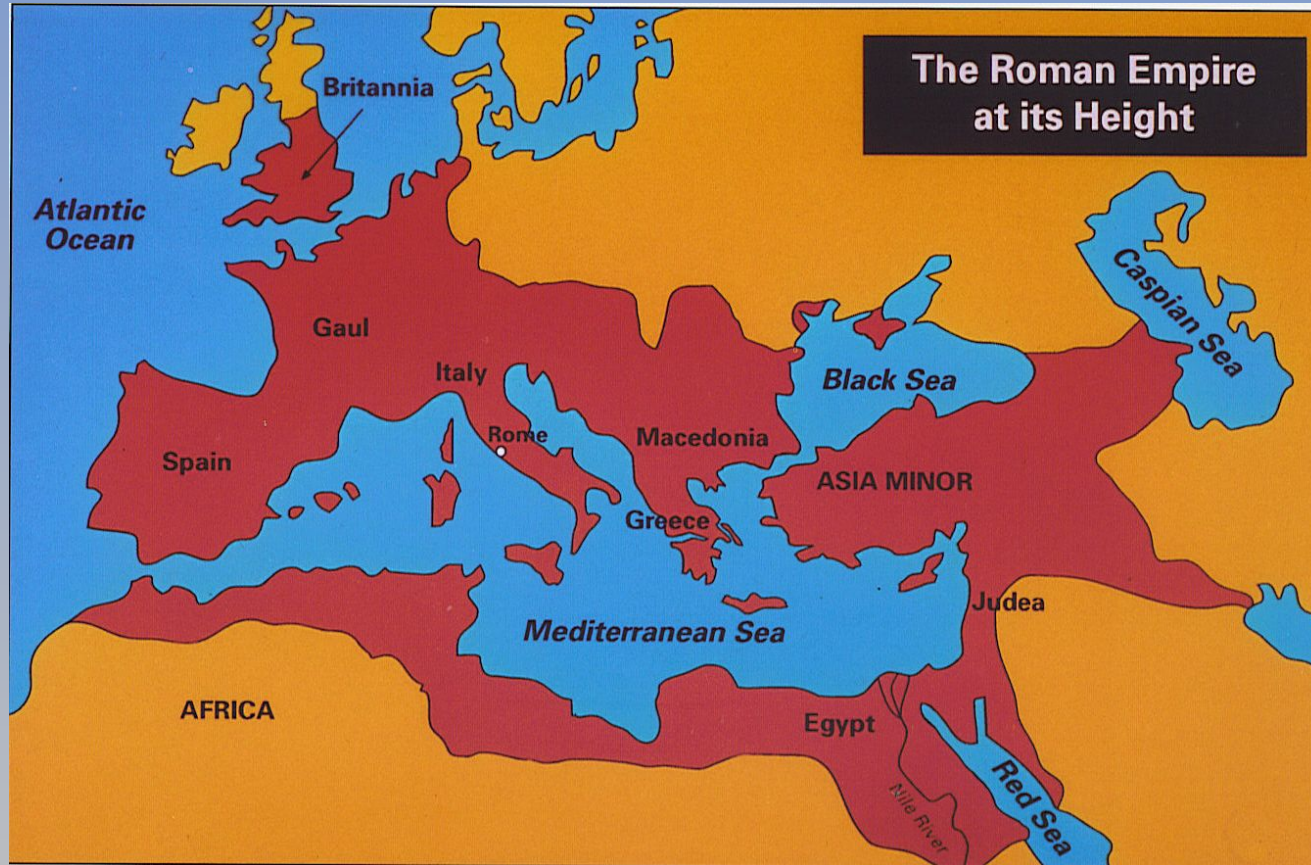 The Roman Empire
at its Height
Britannia
Atlantic
Ocean
Caspian Sea
Gaul
Italy
Black Sea
Rome
Macedonia
Spain
ASIA MINOR
Greece
Judea
Mediterranean Sea
AFRICA
Egypt
Red Sea
Nile River